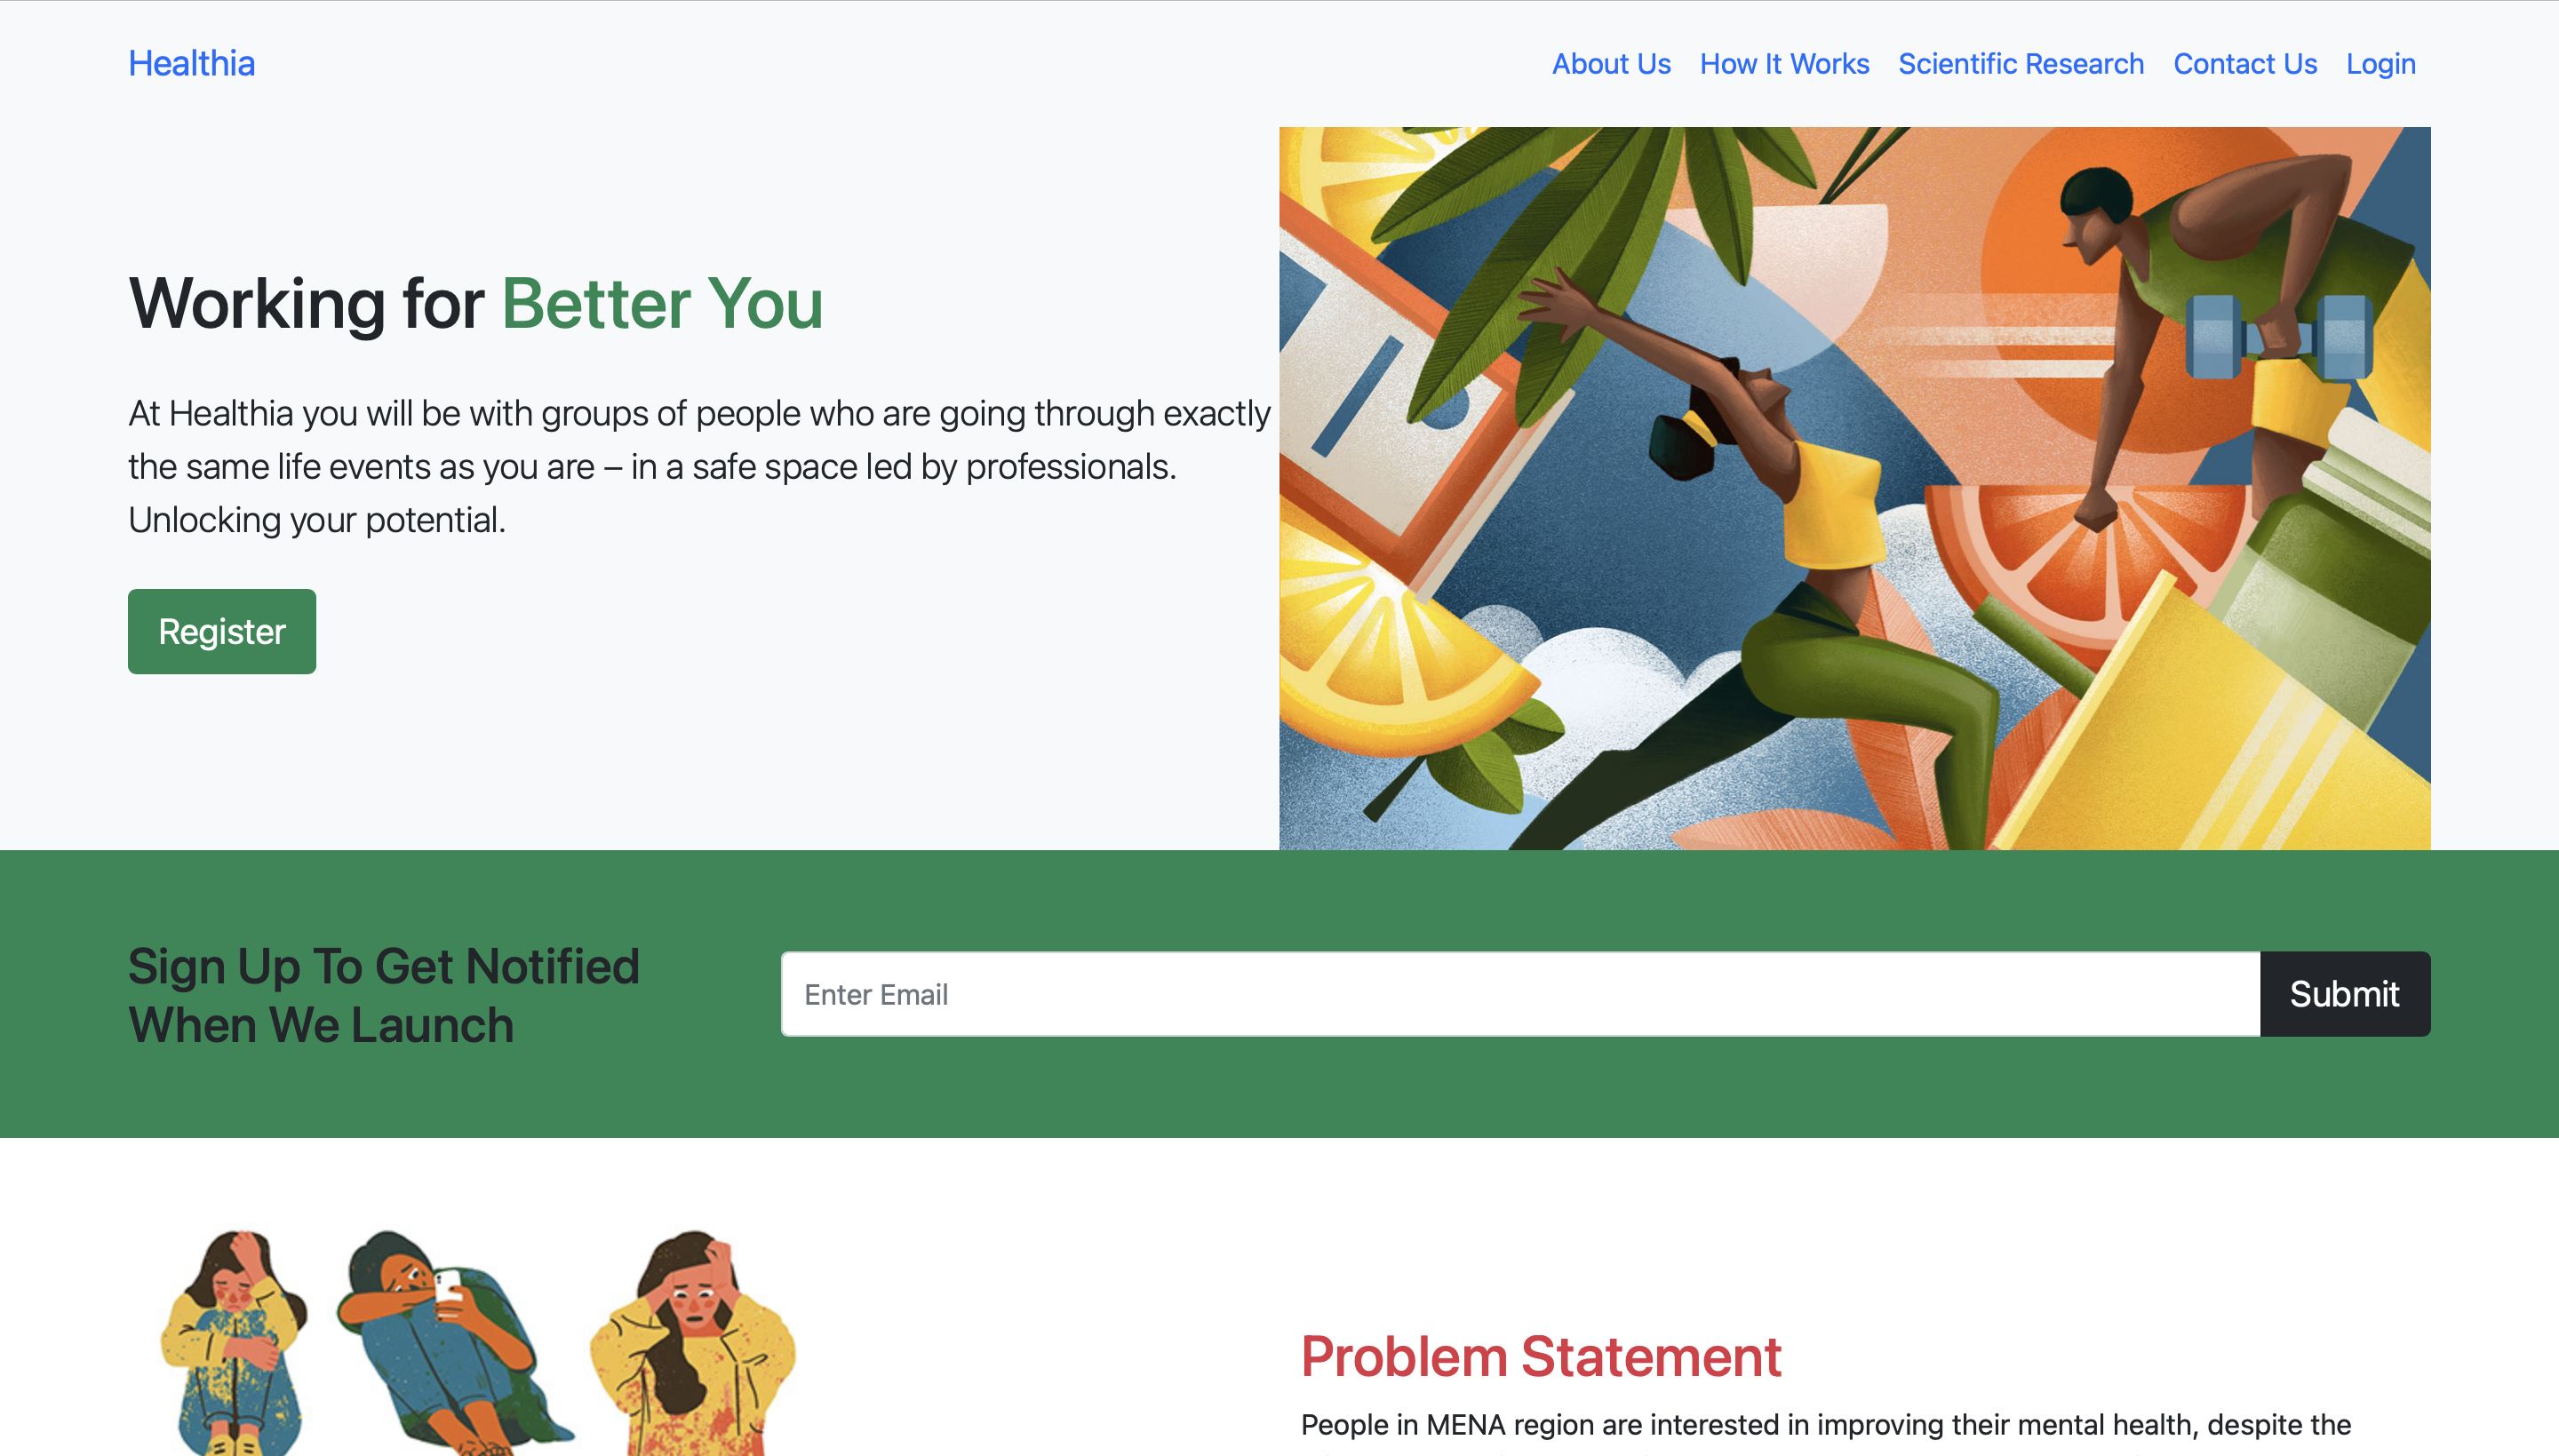 Healthia
About Us How It Works Scientific Research Contact Us Login
Working for Better You
At Healthia you will be with groups of people who are going through exactly
the same life events as you are – in a safe space led by professionals.
Unlocking your potential.
Register
Sign Up To Get Notified
When We Launch
Enter Email
Submit
Problem Statement
People in MENA region are interested in improving their mental health, despite the